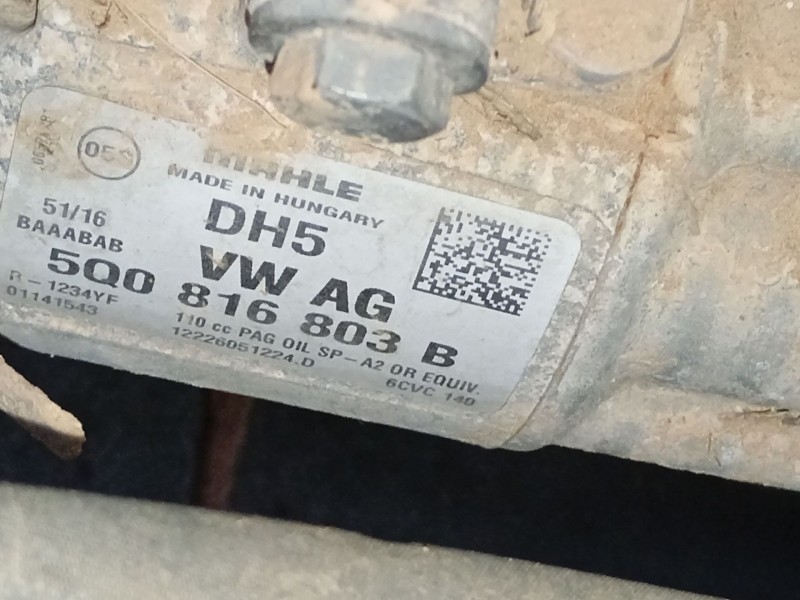 MAHLE
MADE IN HUNGARY
DH5
VW AG
51/16
BAAABAB
5Q0 816 803 B
R-1234YF
01141543
110 cc PAG OIL SP-A2 OR EQUIV.
12226051224.D
6CVC 140